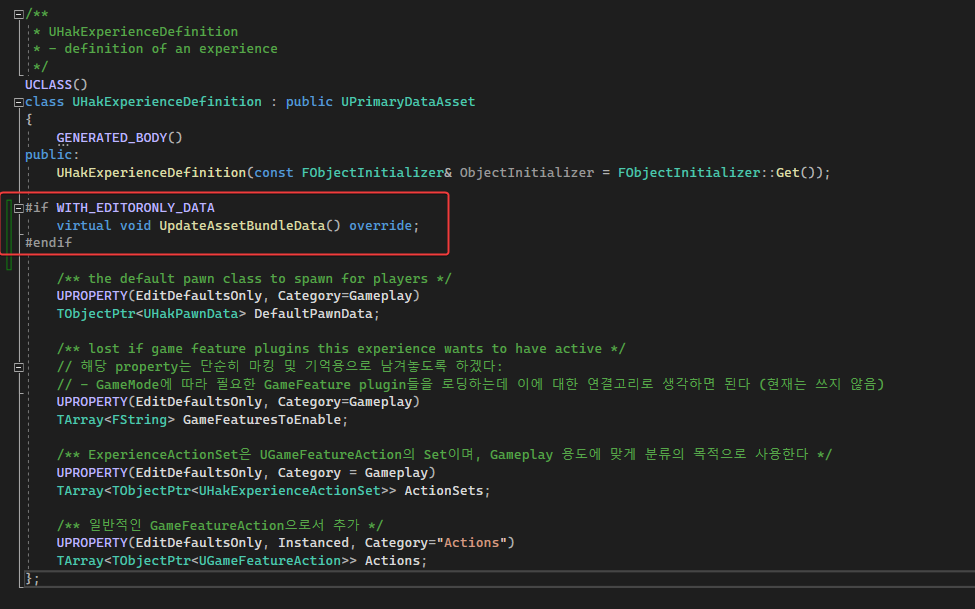 /**
 * UHakExperienceDefinition
 * - definition of an experience
 */
UCLASS()
class UHakExperienceDefinition : public UPrimaryDataAsset
{
    GENERATED_BODY()
public:
    UHakExperienceDefinition(const FObjectInitializer& ObjectInitializer = FObjectInitializer::Get());
#if WITH_EDITORONLY_DATA
    virtual void UpdateAssetBundleData() override;
#endif
    /** the default pawn class to spawn for players */
    UPROPERTY(EditDefaultsOnly, Category=Gameplay)
    TObjectPtr<UHakPawnData> DefaultPawnData;
    /** lost if game feature plugins this experience wants to have active */
    // 해당 property는 단순히 마킹 및 기억용으로 남겨놓도록 하겠다:
    // - GameMode에 따라 필요한 GameFeature plugin들을 로딩하는데 이에 대한 연결고리로 생각하면 된다 (현재는 쓰지 않음)
    UPROPERTY(EditDefaultsOnly, Category=Gameplay)
    TArray<FString> GameFeaturesToEnable;
    /** ExperienceActionSet은 UGameFeatureAction의 Set이며, Gameplay 용도에 맞게 분류의 목적으로 사용한다 */
    UPROPERTY(EditDefaultsOnly, Category = Gameplay)
    TArray<TObjectPtr<UHakExperienceActionSet>> ActionSets;
    /** 일반적인 GameFeatureAction으로서 추가 */
    UPROPERTY(EditDefaultsOnly, Instanced, Category="Actions")
    TArray<TObjectPtr<UGameFeatureAction>> Actions;
};